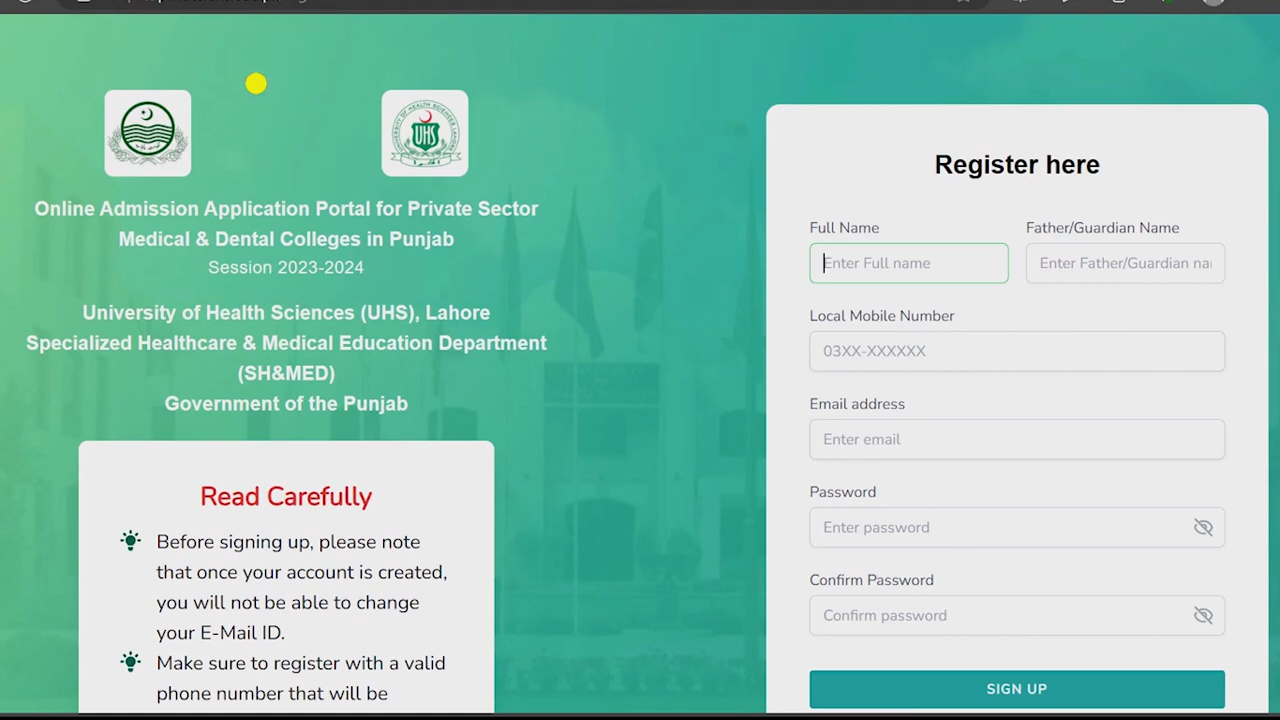 UHS
Online Admission Application Portal for Private Sector
Medical & Dental Colleges in Punjab
Session 2023-2024
University of Health Sciences (UHS), Lahore
Specialized Healthcare & Medical Education Department
(SH&MED)
Government of the Punjab
Read Carefully
Before signing up, please note
that once your account is created,
you will not be able to change
your E-Mail ID.
Make sure to register with a valid
phone number that will be
Register here
Full Name
Father/Guardian Name
Enter Full name
Enter Father/Guardian nar
Local Mobile Number
03XX-XXXXXX
Email address
Enter email
Password
Enter password
Confirm Password
Confirm password
SIGN UP